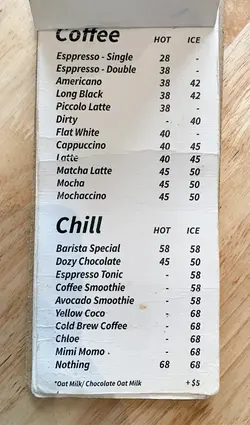 Coffee HOT ICE
Esppresso - Single 28 -
Esppresso - Double 38 -
Americano 38 42
Long Black 38 42
Piccolo Latte 38 -
Dirty - 40
Flat White 40 -
Cappuccino 40 45
Latte 40 45
Matcha Latte 45 50
Mocha 45 50
Mochaccino 45 50
Chill HOT ICE
Barista Special 58 58
Dozy Chocolate 45 50
Esppresso Tonic - 58
Coffee Smoothie - 58
Avocado Smoothie - 58
Yellow Coco - 68
Cold Brew Coffee - 68
Chloe - 68
Mimi Momo - 68
Nothing 68 68
*Oat Milk/ Chocolate Oat Milk + $5